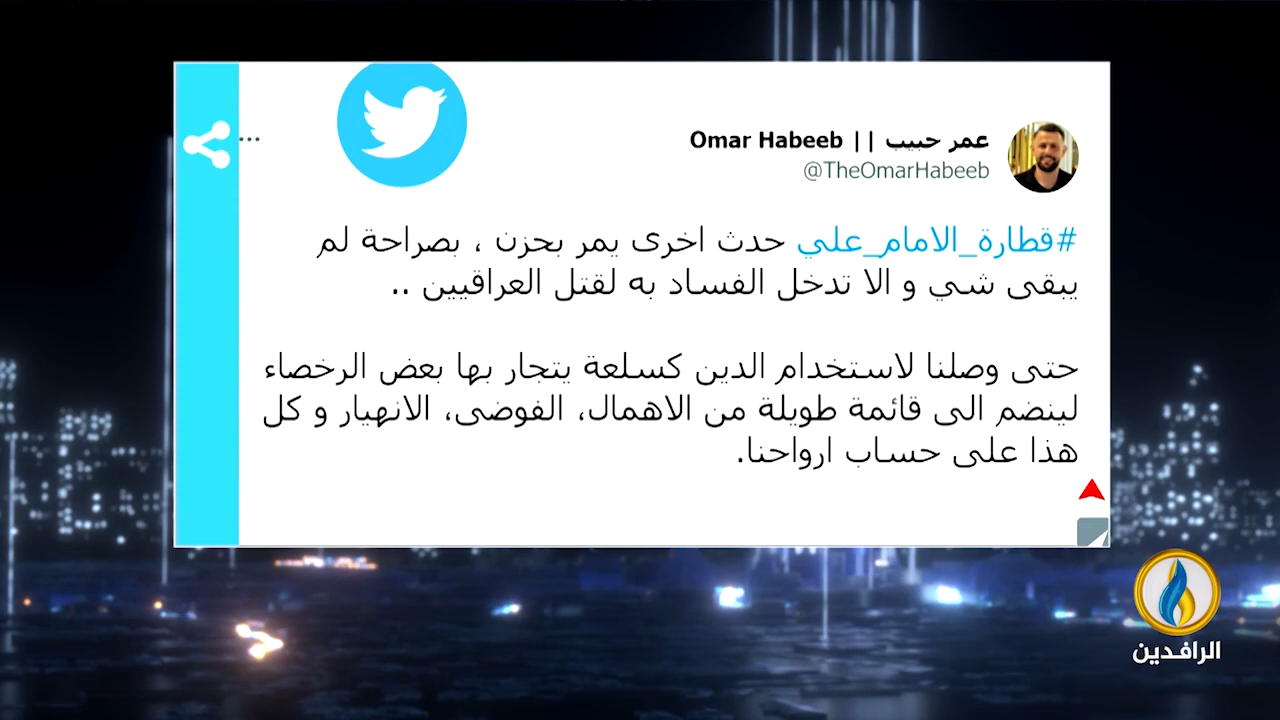 عمر حبيب || Omar Habeeb
@TheOmarHabeeb
#قطارة_الامام_علي حدث اخرى يمر بحزن ، بصراحة لم
يبقى شي و الا تدخل الفساد به لقتل العراقيين ..
حتى وصلنا لاستخدام الدين كسلعة يتجار بها بعض الرخصاء
لينضم الى قائمة طويلة من الاهمال، الفوضى، الانهيار و كل
هذا على حساب ارواحنا.
الرافدين